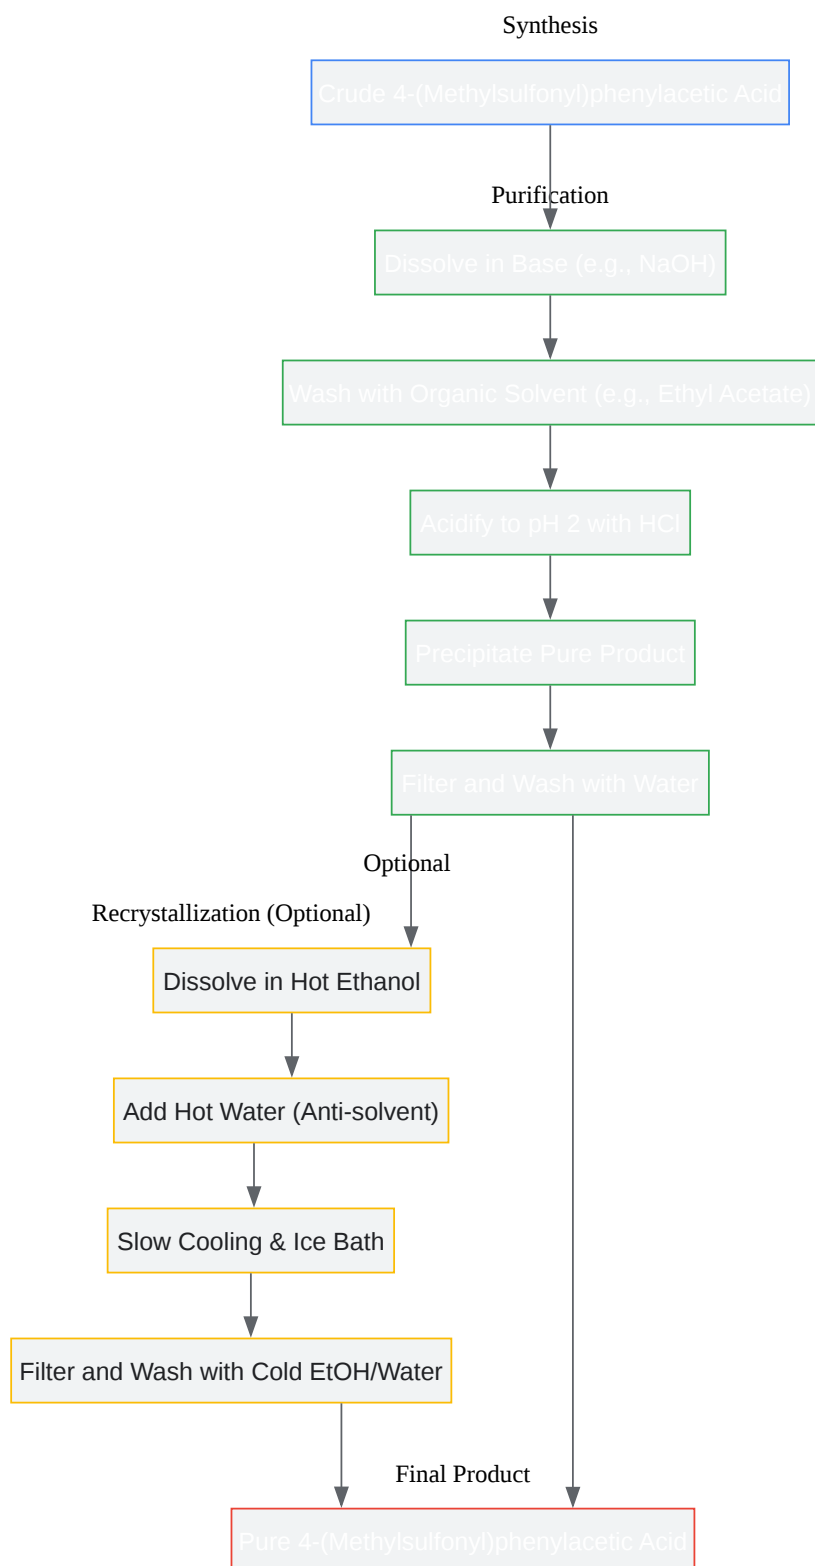 Synthesis
Crude 4-(Methylsulfonyl)phenylacetic Acid
Purification
Dissolve in Base (e.g., NaOH)
Wash with Organic Solvent (e.g., Ethyl Acetate)
Acidify to pH 2 with HCl
Precipitate Pure Product
Filter and Wash with Water
Optional
Recrystallization (Optional)
Dissolve in Hot Ethanol
Add Hot Water (Anti-solvent)
Slow Cooling & Ice Bath
Filter and Wash with Cold EtOH/Water
Final Product
Pure 4-(Methylsulfonyl)phenylacetic Acid